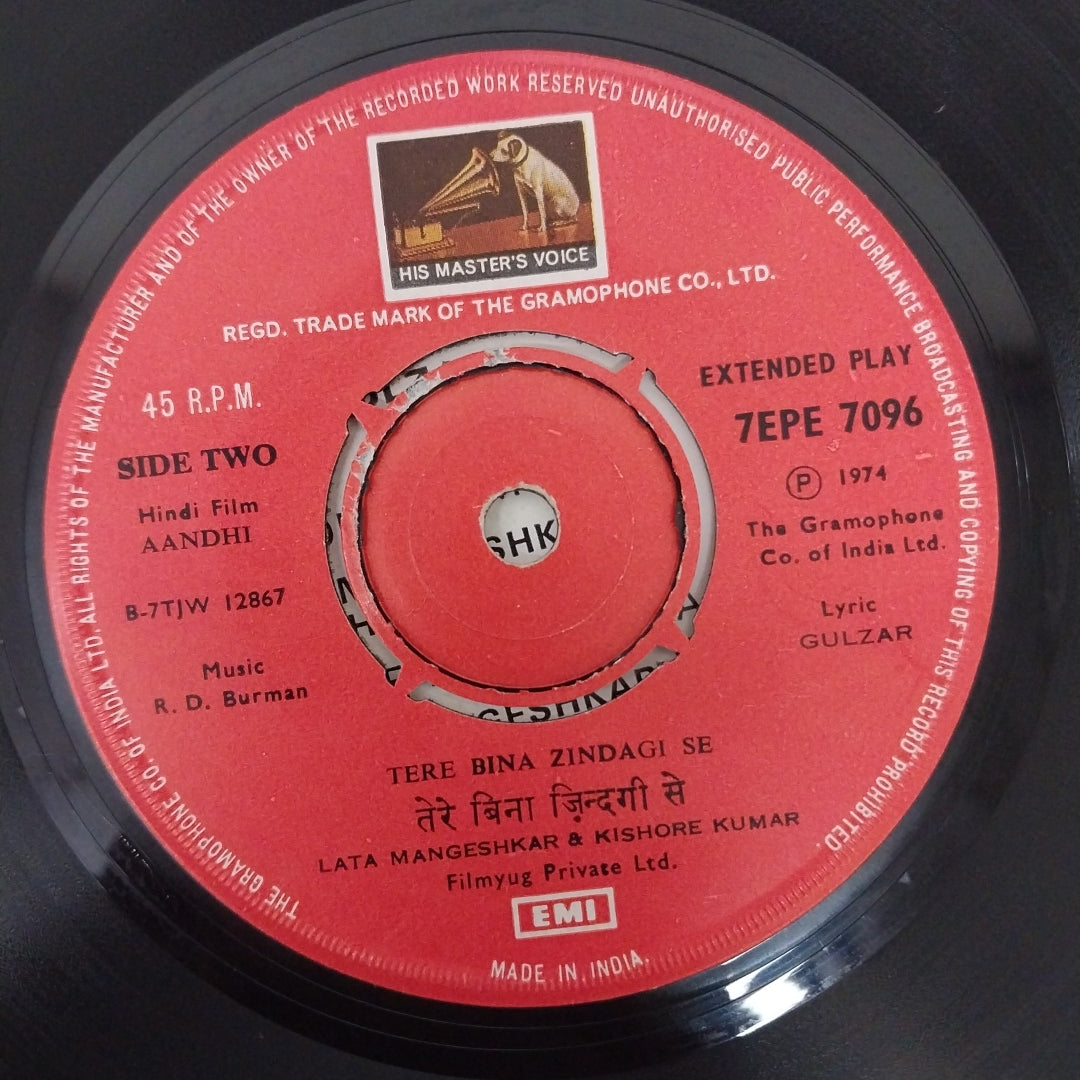 THE GRAMOPHONE CO. OF INDIA LTD. ALL RIGHTS OF THE MANUFACTURER AND OF THE OWNER OF THE RECORDED WORK RESERVED UNAUTHORISED PUBLIC PERFORMANCE BROADCASTING AND COPYING OF THIS RECORD PROHIBITED.
HIS MASTER'S VOICE
REGD. TRADE MARK OF THE GRAMOPHONE CO., LTD.
45 R.P.M.
SIDE TWO
Hindi Film
AANDHI
B-7TJW 12867
Music
R. D. Burman
EXTENDED PLAY
7EPE 7096
Ⓟ 1974
The Gramophone
Co. of India Ltd.
Lyric
GULZAR
SHK
GESHKAR
TERE BINA ZINDAGI SE
तेरे बिना ज़िन्दगी से
LATA MANGESHKAR & KISHORE KUMAR
Filmyug Private Ltd.
EMI
MADE IN INDIA.